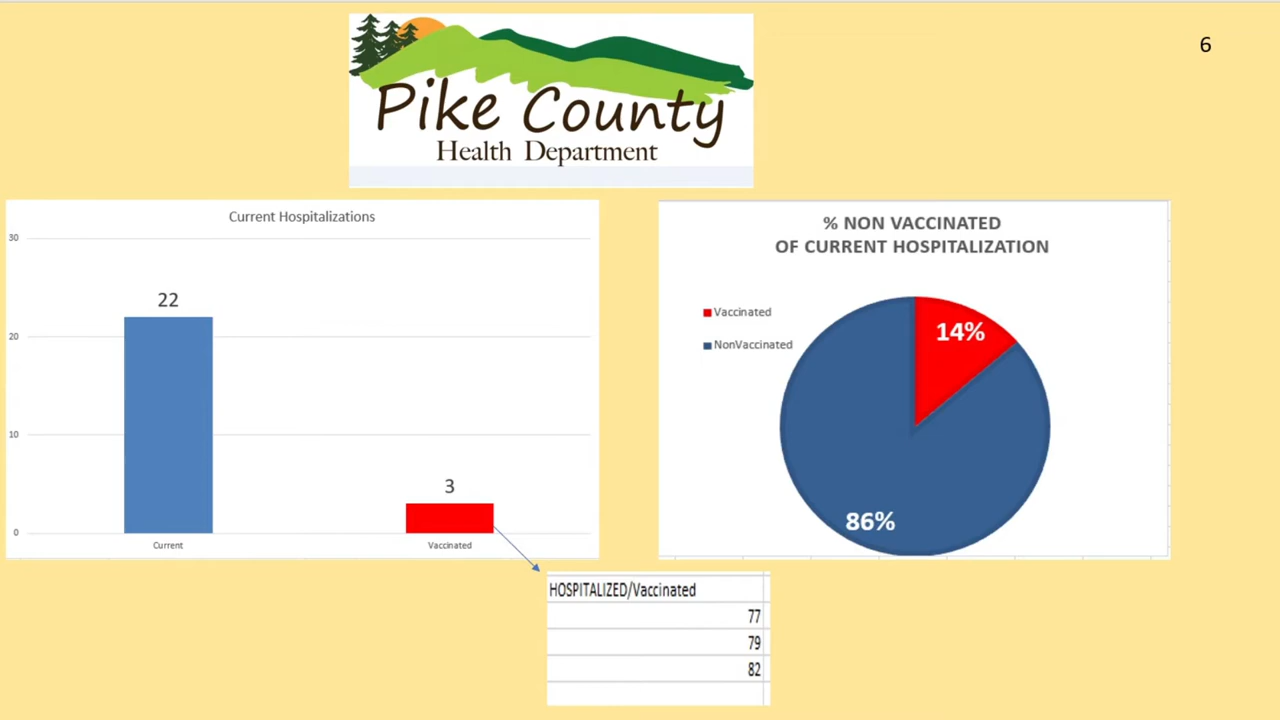 6
Pike County
Health Department
Current Hospitalizations
30
20
10
0
22
3
Current
Vaccinated
% NON VACCINATED
OF CURRENT HOSPITALIZATION
Vaccinated
NonVaccinated
14%
86%
HOSPITALIZED/Vaccinated
77
79
82